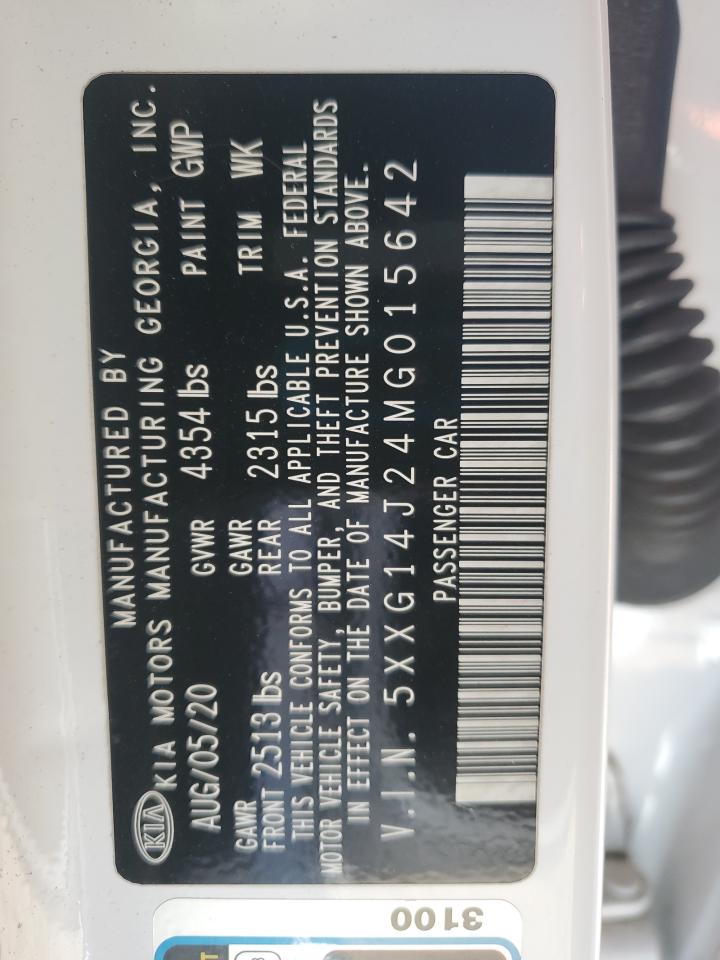 MANUFACTURED BY
KIA KIA MOTORS MANUFACTURING GEORGIA, INC.
AUG/05/20 GVWR 4354 lbs PAINT GWP
GAWR FRONT 2513 lbs GAWR REAR 2315 lbs TRIM WK
THIS VEHICLE CONFORMS TO ALL APPLICABLE U.S.A. FEDERAL
MOTOR VEHICLE SAFETY, BUMPER, AND THEFT PREVENTION STANDARDS
IN EFFECT ON THE DATE OF MANUFACTURE SHOWN ABOVE.
V.I.N. 5XXG14J24MG015642
PASSENGER CAR
3100